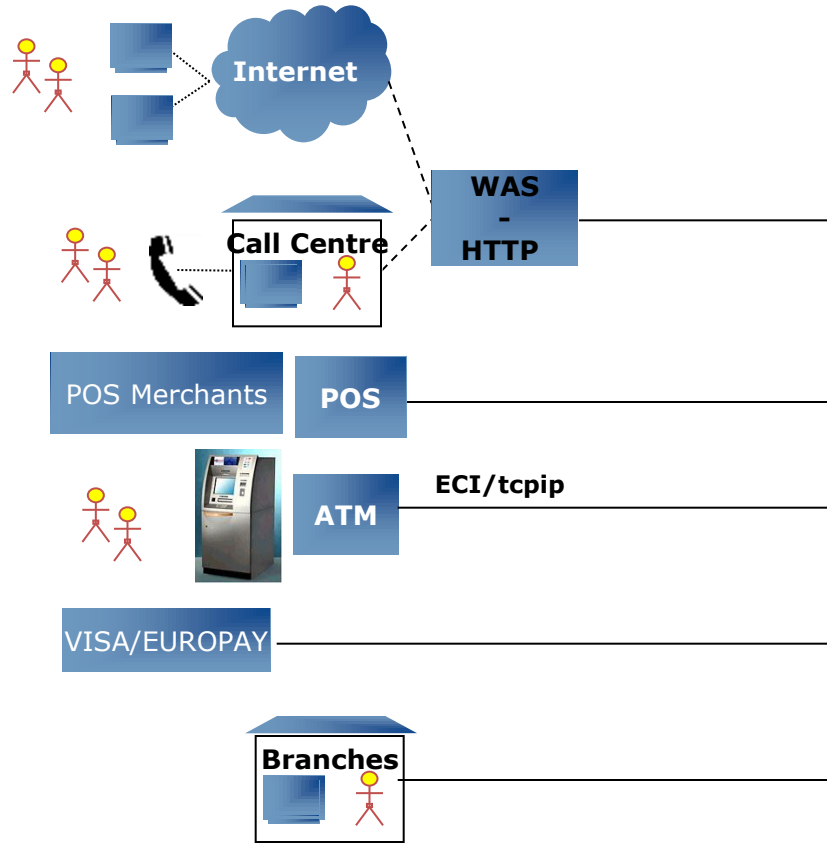 Internet
WAS
-
HTTP
Call Centre
POS Merchants
POS
ECI/tcpip
ATM
VISA/EUROPAY
Branches